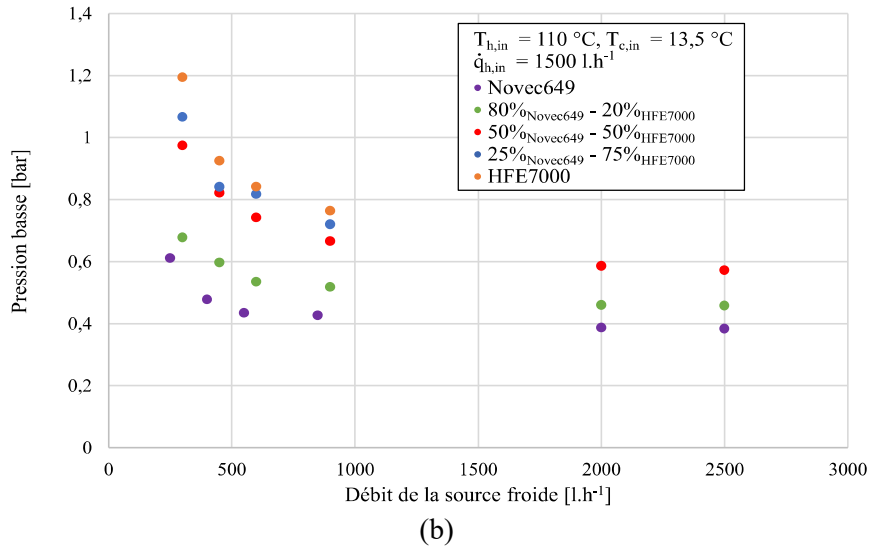 T_h,in = 110 °C, T_c,in = 13,5 °C
q̇_h,in = 1500 l.h⁻¹
Novec649
80%_Novec649 - 20%_HFE7000
50%_Novec649 - 50%_HFE7000
25%_Novec649 - 75%_HFE7000
HFE7000
Pression basse [bar]
1,4
1,2
1
0,8
0,6
0,4
0,2
0
0 500 1000 1500 2000 2500 3000
Débit de la source froide [l.h⁻¹]
(b)